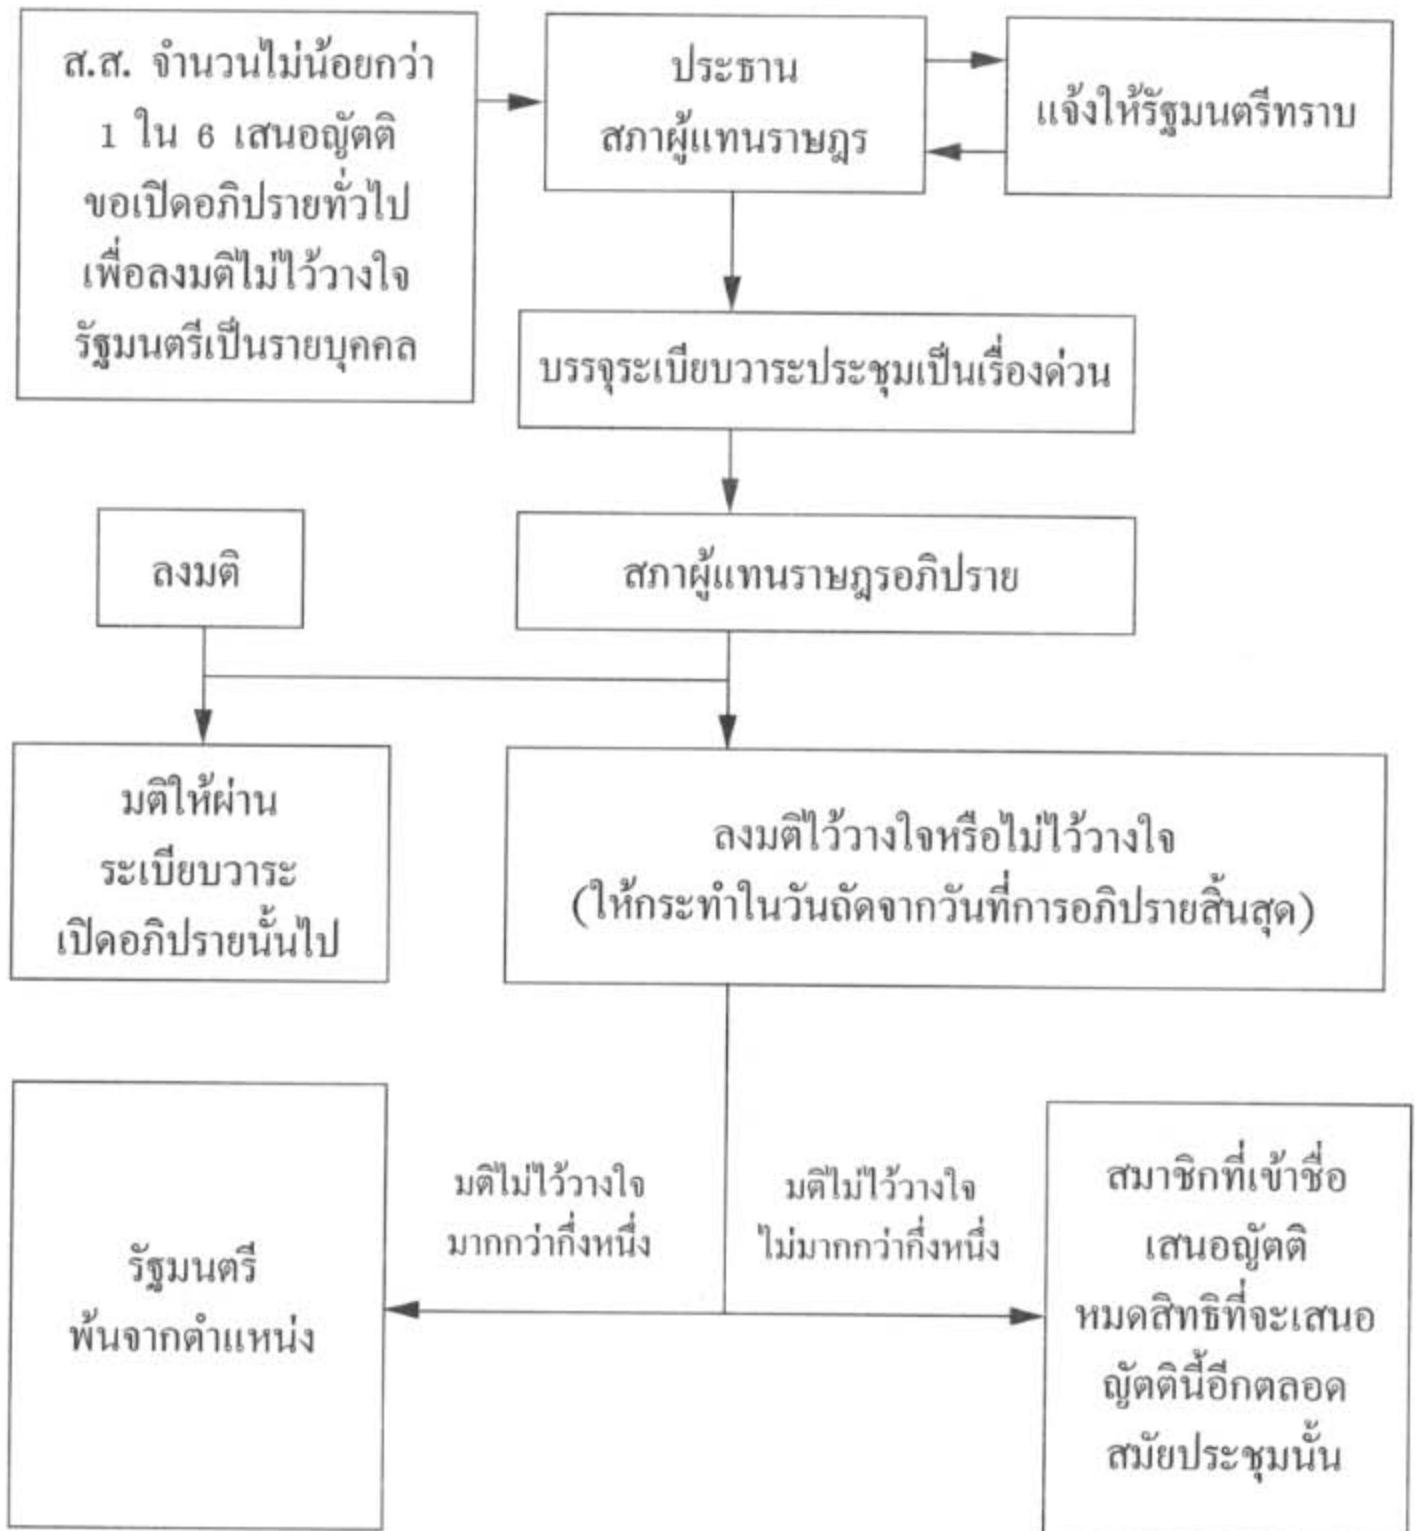 ส.ส. จำนวนไม่น้อยกว่า
1 ใน 6 เสนอญัตติ
ขอเปิดอภิปรายทั่วไป
เพื่อลงมติไม่ไว้วางใจ
รัฐมนตรีเป็นรายบุคคล
ประธาน
สภาผู้แทนราษฎร
แจ้งให้รัฐมนตรีทราบ
บรรจุระเบียบวาระประชุมเป็นเรื่องด่วน
ลงมติ
สภาผู้แทนราษฎรอภิปราย
มติให้ผ่าน
ระเบียบวาระ
เปิดอภิปรายนั้นไป
ลงมติไว้วางใจหรือไม่ไว้วางใจ
(ให้กระทำในวันถัดจากวันที่การอภิปรายสิ้นสุด)
รัฐมนตรี
พ้นจากตำแหน่ง
มติไม่ไว้วางใจ
มากกว่ากึ่งหนึ่ง
มติไม่ไว้วางใจ
ไม่มากกว่ากึ่งหนึ่ง
สมาชิกที่เข้าชื่อ
เสนอญัตติ
หมดสิทธิที่จะเสนอ
ญัตตินี้อีกตลอด
สมัยประชุมนั้น